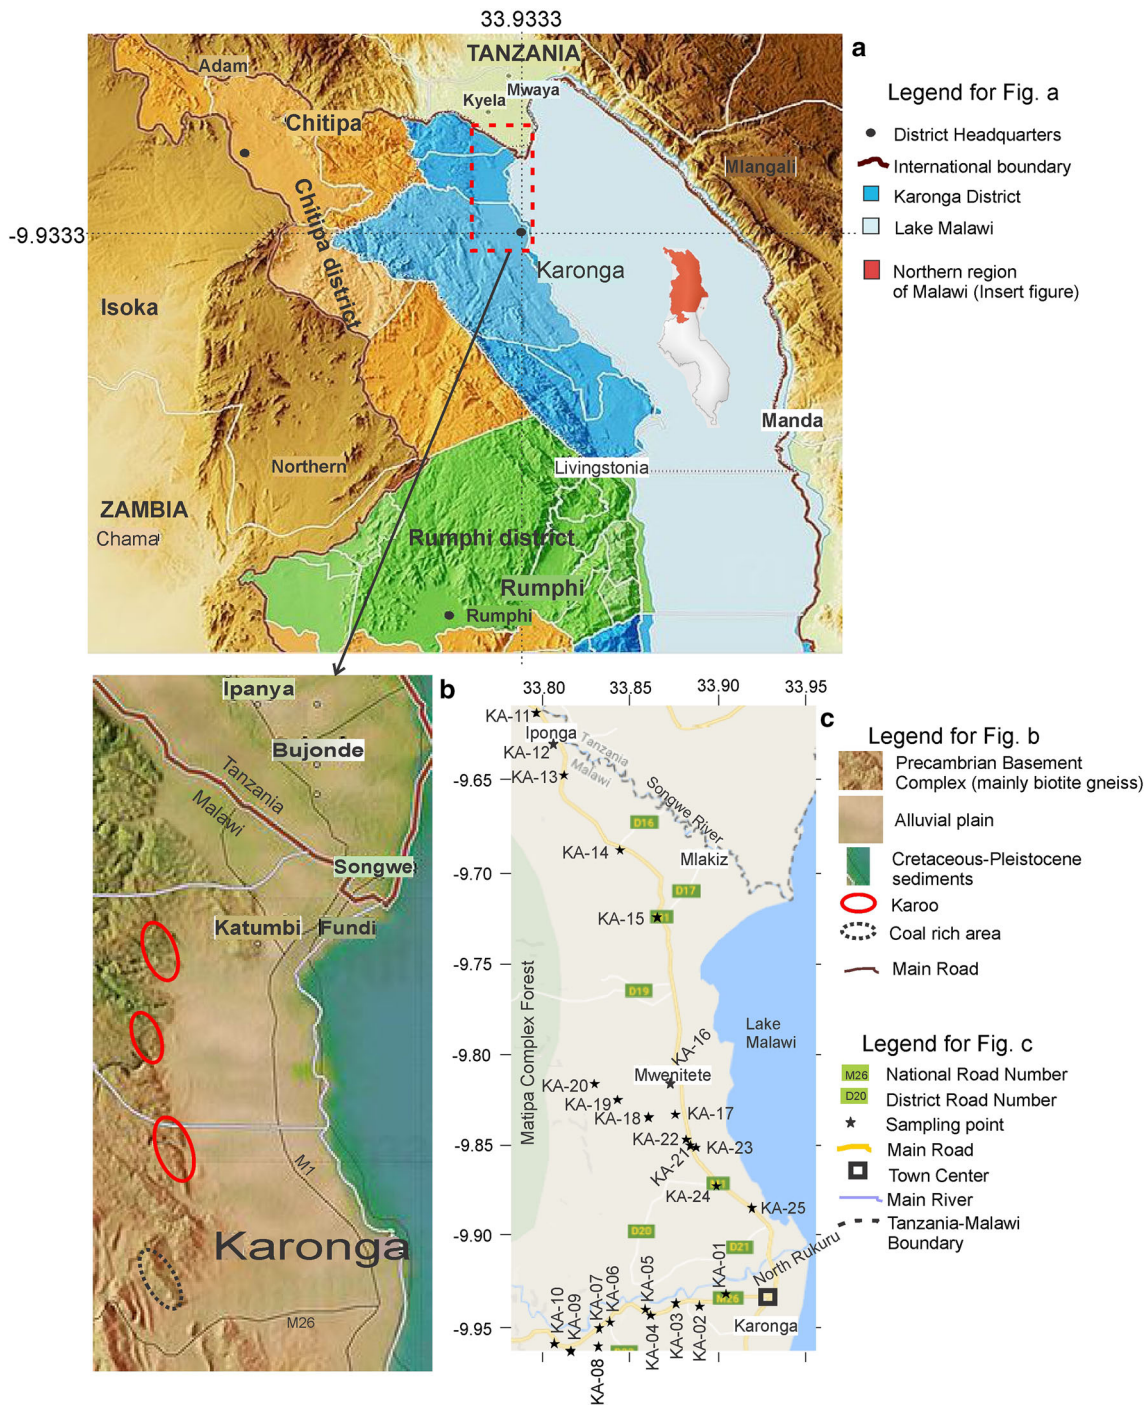 33.9333
a
TANZANIA
Adam
Mwaya
Kyela
Chitipa
Mlangali
Chitipa district
-9.9333
Karonga
Isoka
Manda
Northern
Livingstonia
ZAMBIA
Chama
Rumphi district
Rumphi
Rumphi
Legend for Fig. a
District Headquarters
International boundary
Karonga District
Lake Malawi
Northern region
of Malawi (Insert figure)
b
Ipanya
Bujonde
Tanzania
Malawi
Songwe
Katumbi
Fundi
M1
Karonga
M26
c
33.80
33.85
33.90
33.95
-9.65
-9.70
-9.75
-9.80
-9.85
-9.90
-9.95
KA-11
Iponga
KA-12
Tanzania
Malawi
KA-13
Songwe River
D16
KA-14
Mlakiz
D17
KA-15
Matipa Complex Forest
D19
Lake
Malawi
KA-16
Mwenitete
KA-20
KA-19
KA-18
KA-17
KA-22
KA-21
KA-23
KA-24
KA-25
D20
D21
North Rukuru
KA-01
M26
KA-05
KA-06
KA-07
KA-10
KA-09
KA-08
KA-04
KA-03
KA-02
Karonga
Legend for Fig. b
Precambrian Basement
Complex (mainly biotite gneiss)
Alluvial plain
Cretaceous-Pleistocene
sediments
Karoo
Coal rich area
Main Road
Legend for Fig. c
M26 National Road Number
D20 District Road Number
Sampling point
Main Road
Town Center
Main River
Tanzania-Malawi
Boundary